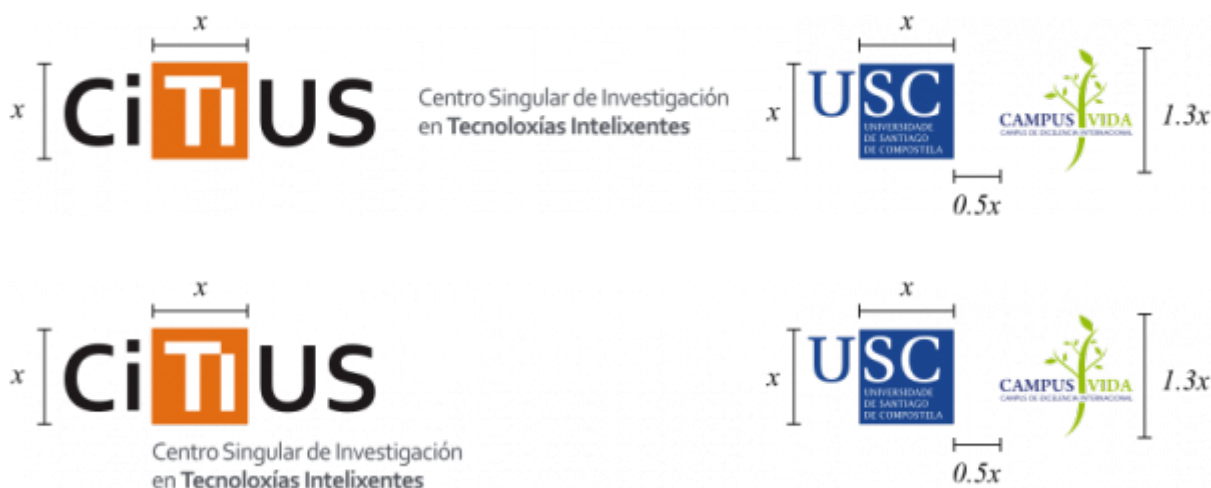 x
x
x
CiTIUS
Centro Singular de Investigación
en Tecnoloxías Intelixentes
x
USC
UNIVERSIDADE
DE SANTIAGO
DE COMPOSTELA
CAMPUS VIDA
CAMPUS DE EXCELENCIA INTERNACIONAL
1.3x
0.5x
x
x
x
CiTIUS
x
USC
UNIVERSIDADE
DE SANTIAGO
DE COMPOSTELA
CAMPUS VIDA
CAMPUS DE EXCELENCIA INTERNACIONAL
1.3x
Centro Singular de Investigación
en Tecnoloxías Intelixentes
0.5x